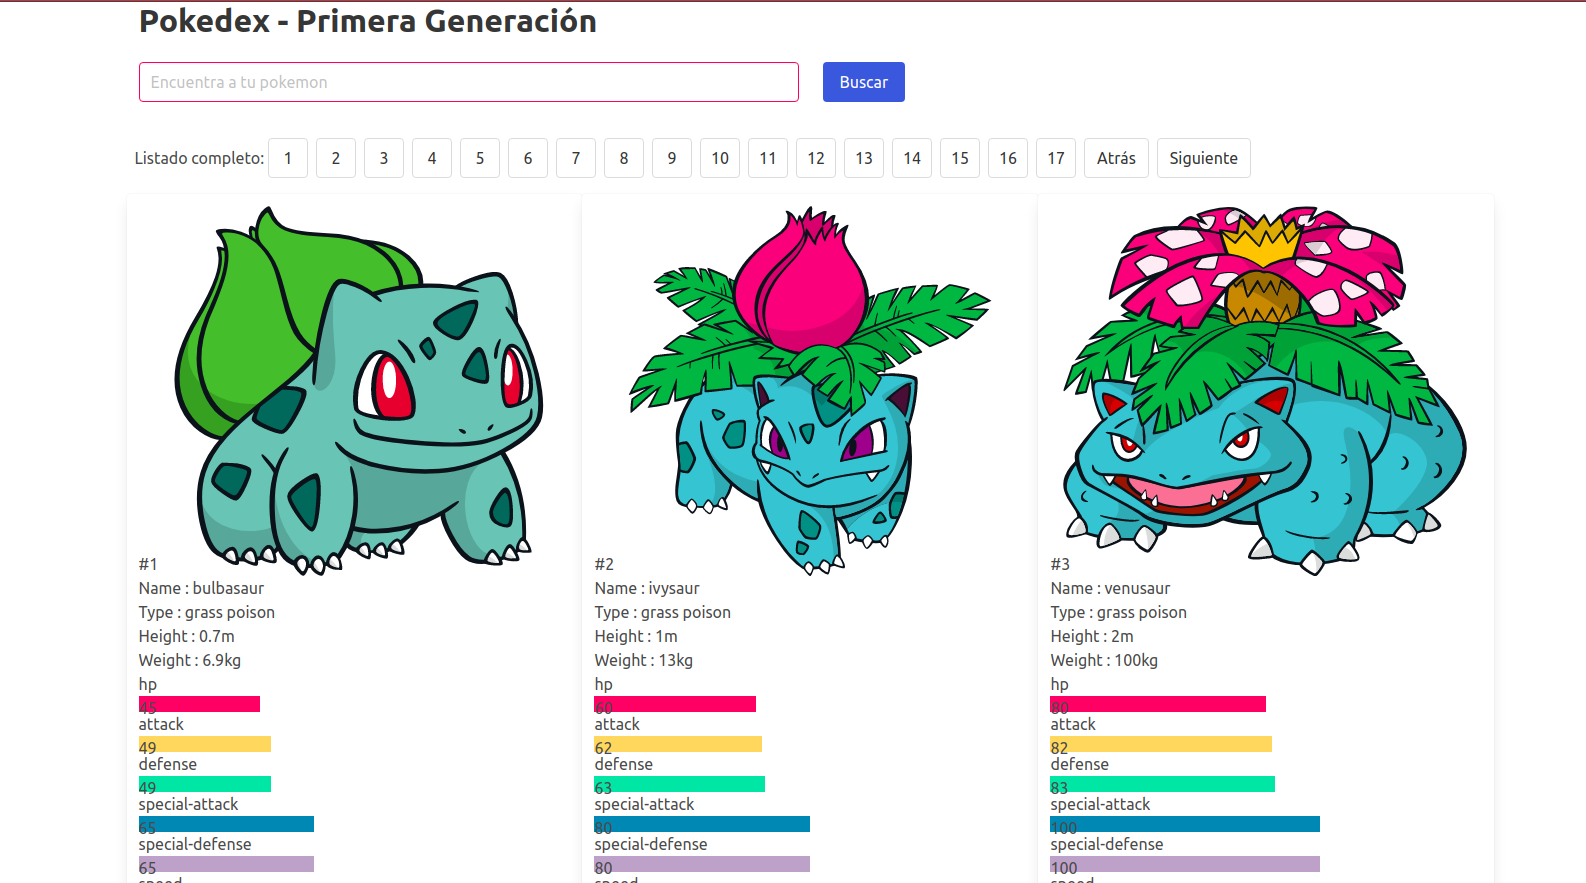 Pokedex - Primera Generación
Encuentra a tu pokemon
Buscar
Listado completo: 1 2 3 4 5 6 7 8 9 10 11 12 13 14 15 16 17 Atrás Siguiente
#1
Name : bulbasaur
Type : grass poison
Height : 0.7m
Weight : 6.9kg
hp
45
attack
49
defense
49
special-attack
65
special-defense
65
speed
#2
Name : ivysaur
Type : grass poison
Height : 1m
Weight : 13kg
hp
60
attack
62
defense
63
special-attack
80
special-defense
80
speed
#3
Name : venusaur
Type : grass poison
Height : 2m
Weight : 100kg
hp
80
attack
82
defense
83
special-attack
100
special-defense
100
speed